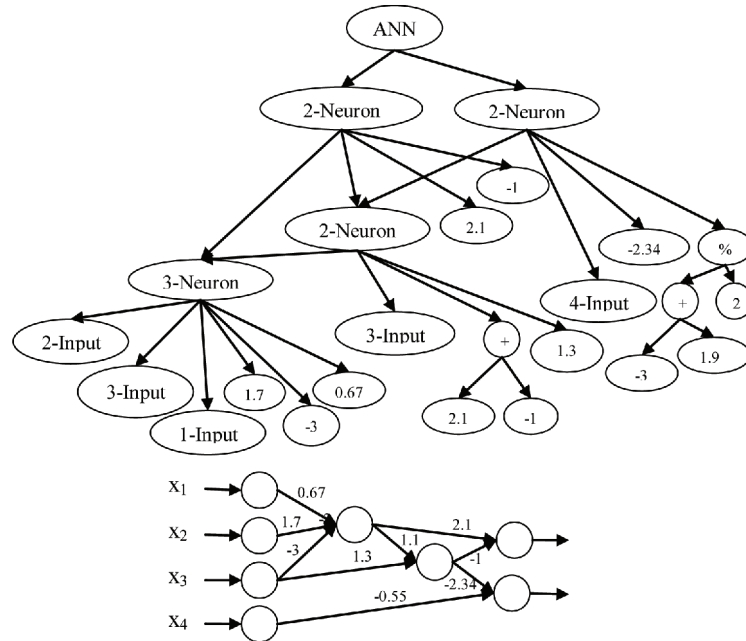 ANN
2-Neuron
2-Neuron
-1
2-Neuron
2.1
-2.34
%
3-Neuron
4-Input
+
2
2-Input
3-Input
+
1.3
-3
1.9
3-Input
1.7
0.67
1-Input
-3
2.1
-1
x1
0.67
x2
1.7
2.1
-3
1.1
-1
x3
1.3
-2.34
-0.55
x4